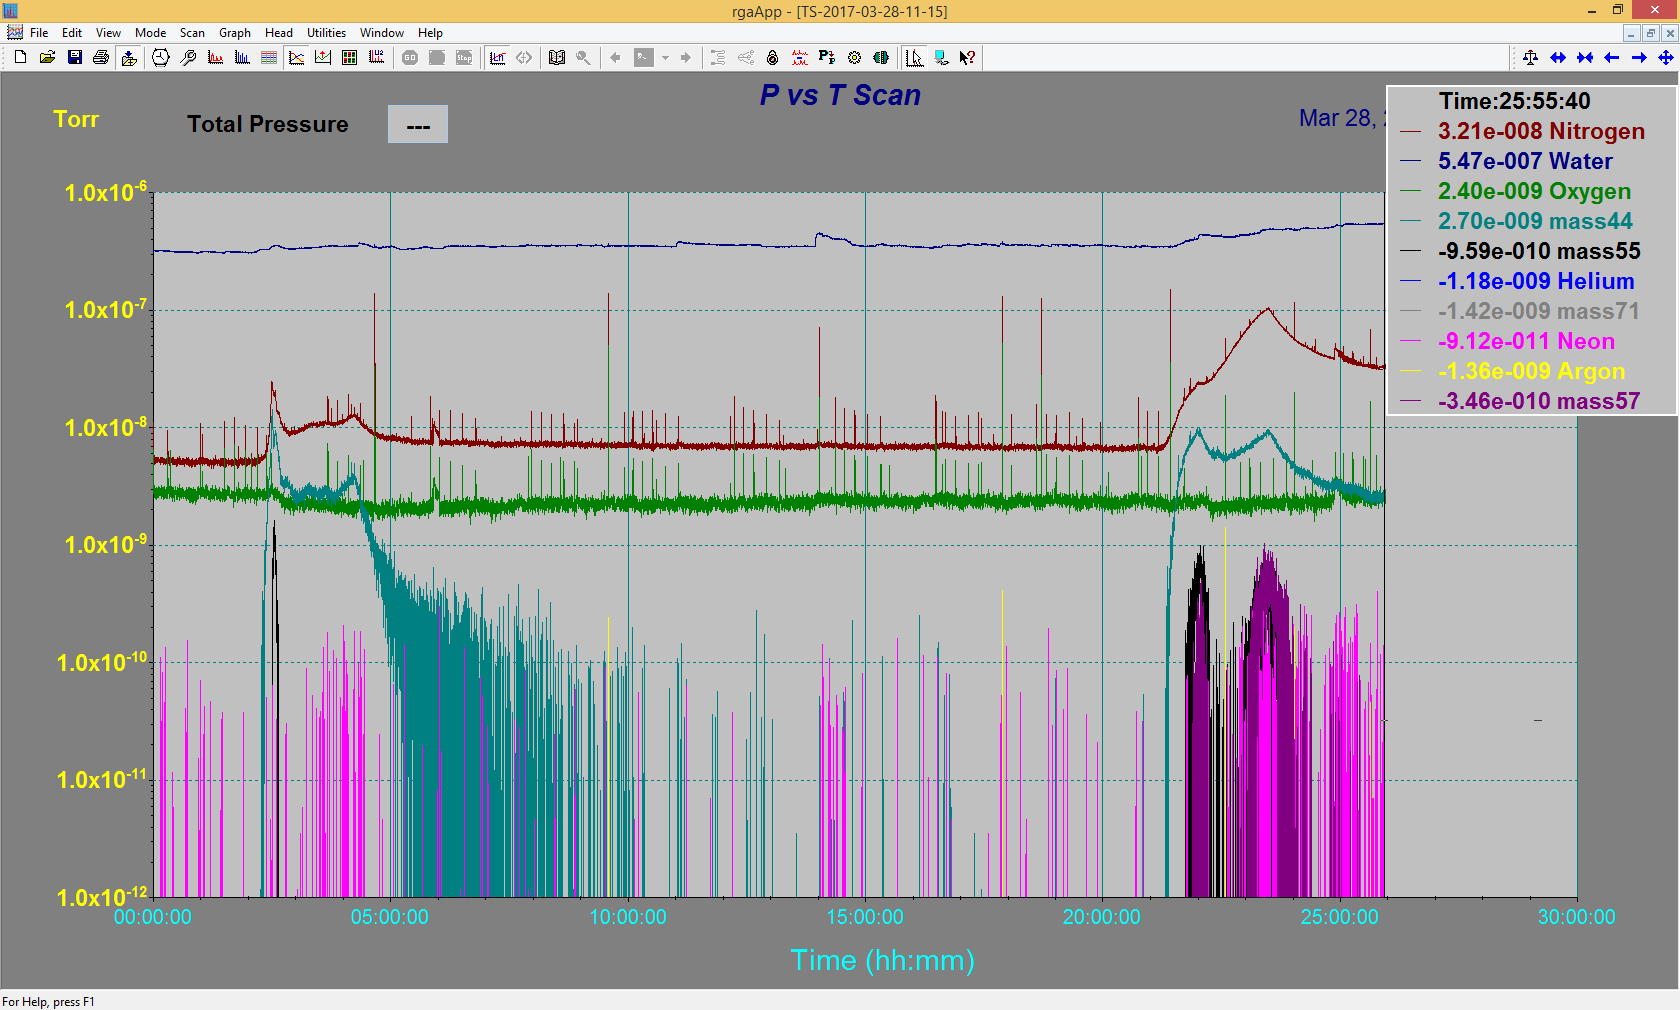 rgaApp - [TS-2017-03-28-11-15]
File Edit View Mode Scan Graph Head Utilities Window Help
GO Stop
P vs T Scan
Torr
Total Pressure ---
Mar 28,
Time:25:55:40
3.21e-008 Nitrogen
5.47e-007 Water
2.40e-009 Oxygen
2.70e-009 mass44
-9.59e-010 mass55
-1.18e-009 Helium
-1.42e-009 mass71
-9.12e-011 Neon
-1.36e-009 Argon
-3.46e-010 mass57
1.0x10-6
1.0x10-7
1.0x10-8
1.0x10-9
1.0x10-10
1.0x10-11
1.0x10-12
00:00:00 05:00:00 10:00:00 15:00:00 20:00:00 25:00:00 30:00:00
Time (hh:mm)
For Help, press F1